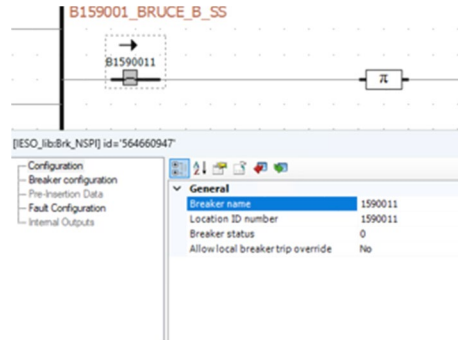 B159001_BRUCE_B_SS
B1590011
π
[IESO_lib:Brk_NSPI] id='564660947'
Configuration
Breaker configuration
Pre-Insertion Data
Fault Configuration
Internal Outputs
General
Breaker name 1590011
Location ID number 1590011
Breaker status 0
Allow local breaker trip override No